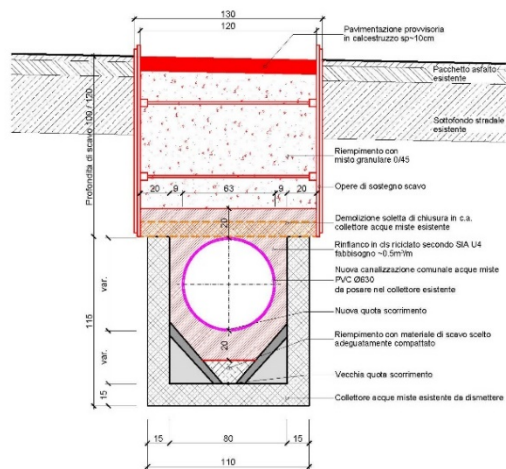 130
120
Pavimentazione provvisoria
in calcestruzzo sp~10cm
Pacchetto asfalto
esistente
Sottofondo stradale
esistente
Profondita di scavo 100 / 120
Riempimento con
misto granulare 0/45
20 9 63 9 20
Opere di sostegno scavo
20
Demolizione soletta di chiusura in c.a.
collettore acque miste esistente
Rinfianco in cls riciclato secondo SIA U4
fabbisogno ~0.5m³/m
Nuova canalizzazione comunale acque miste
PVC Ø630
da posare nel collettore esistente
var.
115
Nuova quota scorrimento
20
Riempimento con materiale di scavo scelto
adeguatamente compattato
var.
Vecchia quota scorrimento
15
Collettore acque miste esistente da dismettere
15 80 15
110